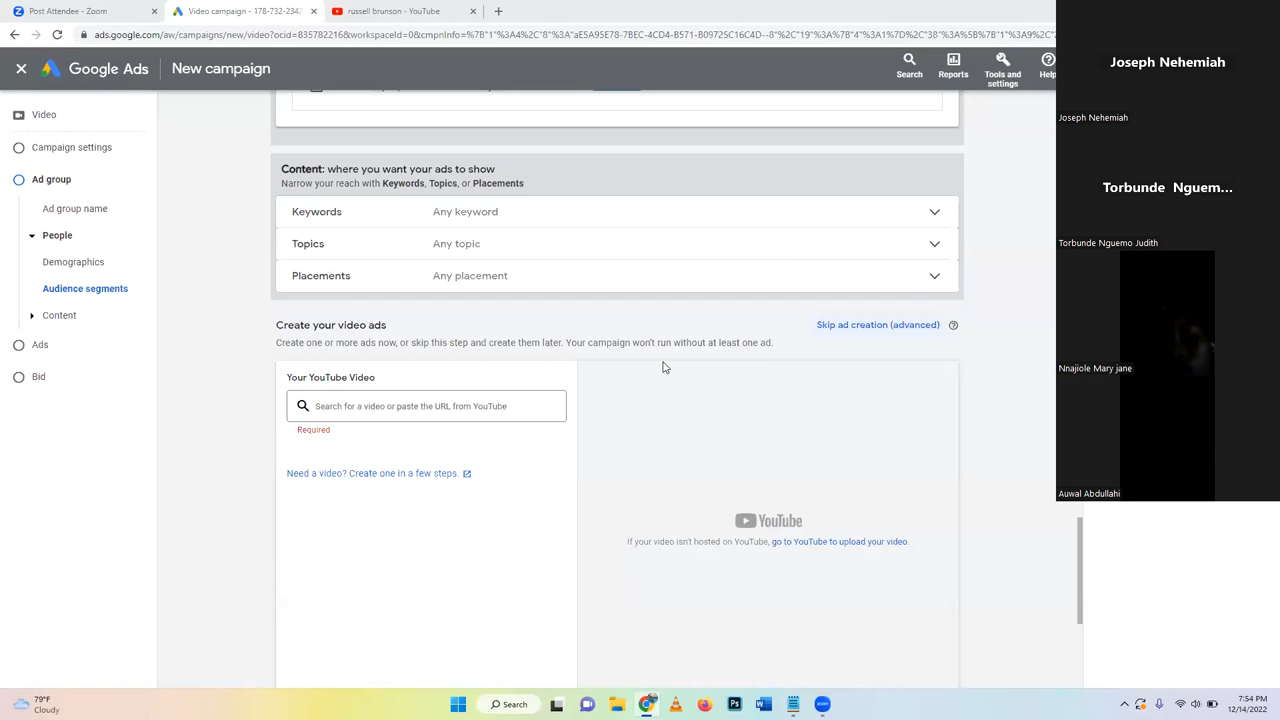 Post Attendee - Zoom
Video campaign - 178-732-234
russell brunson - YouTube
ads.google.com/aw/campaigns/new/video?ocid=835782216&workspaceId=0&cmpnInfo=%7B"1"%3A4%2C"8"%3A"aE5A95E78-7BEC-4CD4-B571-B09725C16C4D--8"%2C"19"%3A%7B"4"%3A1%7D%2C"38"%3A%5B%7B"1"%3A9%2C"
Google Ads
New campaign
Search
Reports
Tools and
settings
Help
Video
Campaign settings
Ad group
Ad group name
People
Demographics
Audience segments
Content
Ads
Bid
Content: where you want your ads to show
Narrow your reach with Keywords, Topics, or Placements
Keywords Any keyword
Topics Any topic
Placements Any placement
Create your video ads
Skip ad creation (advanced)
Create one or more ads now, or skip this step and create them later. Your campaign won't run without at least one ad.
Your YouTube Video
Search for a video or paste the URL from YouTube
Required
Need a video? Create one in a few steps.
YouTube
If your video isn't hosted on YouTube, go to YouTube to upload your video.
Joseph Nehemiah
Joseph Nehemiah
Torbunde Nguem...
Torbunde Nguemo Judith
Nnajiole Mary jane
Auwal Abdullahi
79°F
Cloudy
Search
7:54 PM
12/14/2022